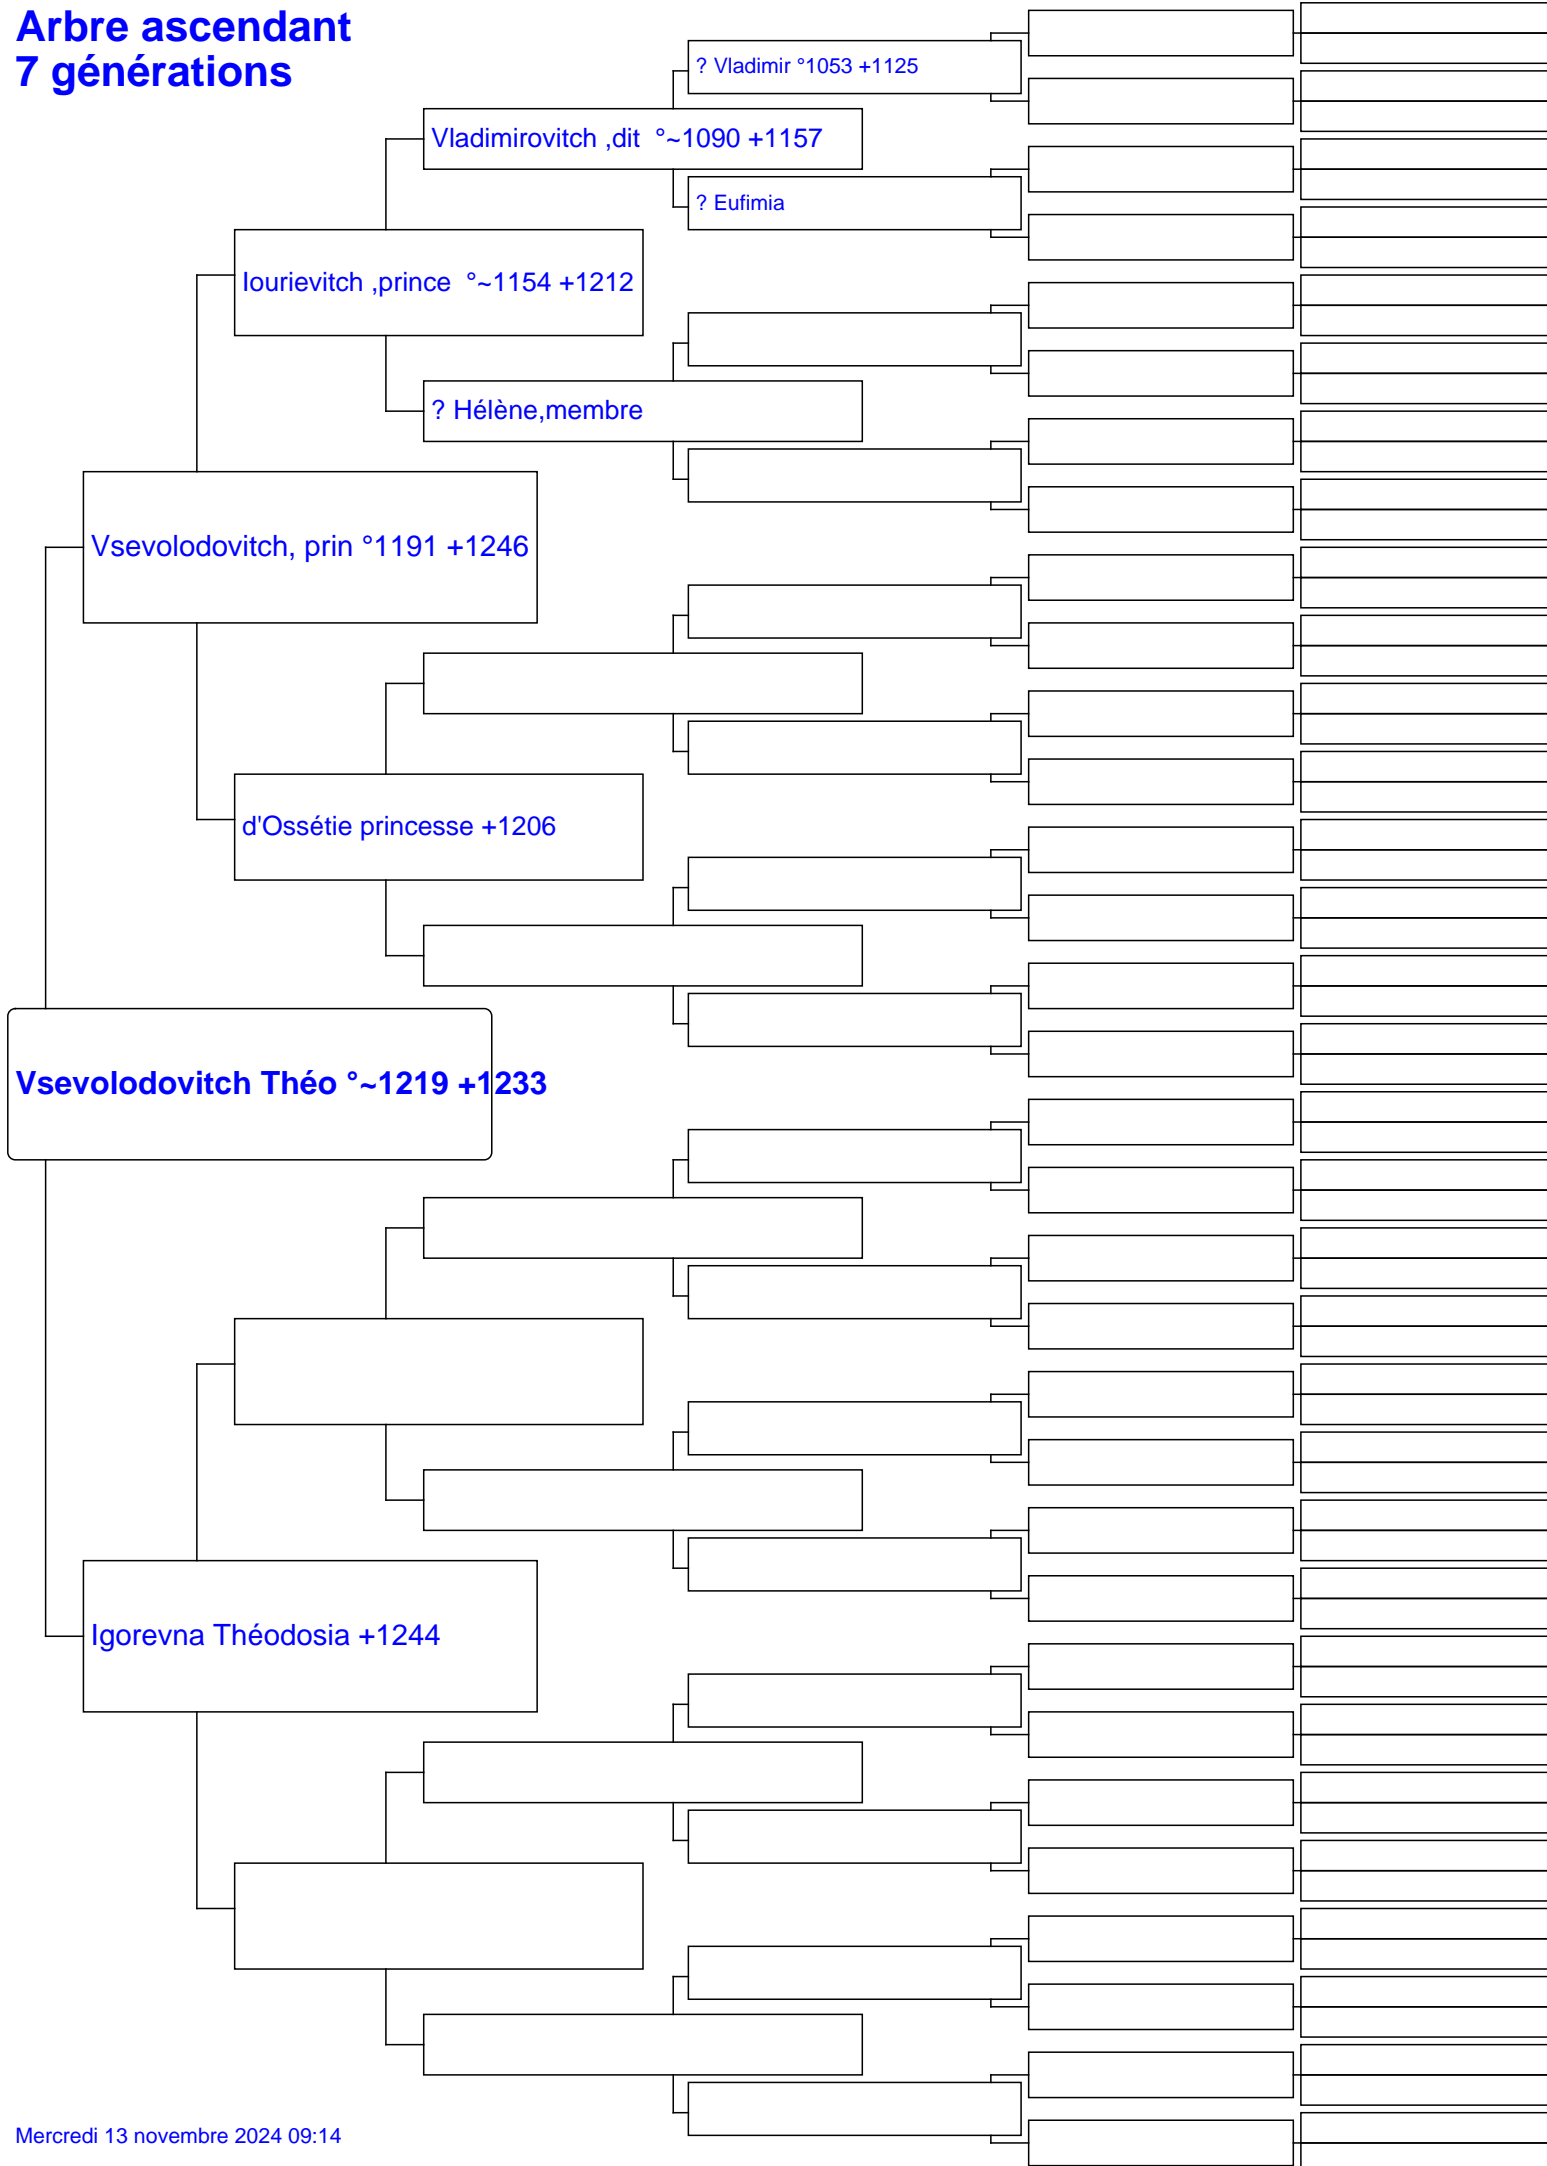 Arbre ascendant
7 générations
? Vladimir °1053 +1125
Vladimirovitch ,dit °~1090 +1157
? Eufimia
Iourievitch ,prince °~1154 +1212
? Hélène,membre
Vsevolodovitch, prin °1191 +1246
d'Ossétie princesse +1206
Vsevolodovitch Théo °~1219 +1233
Igorevna Théodosia +1244
Mercredi 13 novembre 2024 09:14